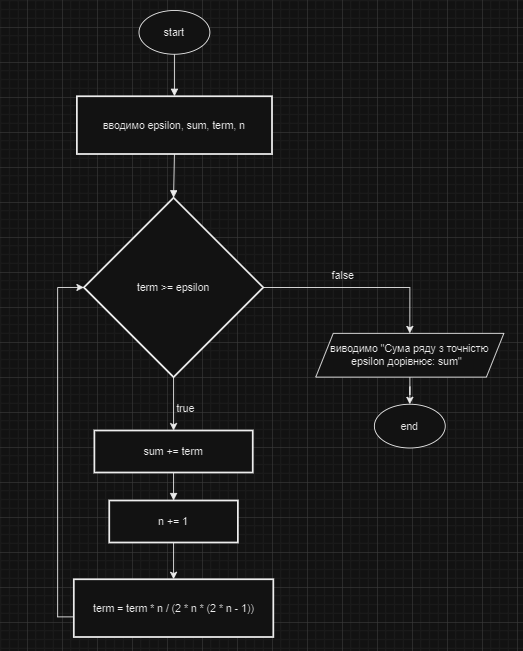 start
вводимо epsilon, sum, term, n
term >= epsilon
false
виводимо "Сума ряду з точністю
epsilon дорівнює: sum"
true
end
sum += term
n += 1
term = term * n / (2 * n * (2 * n - 1))